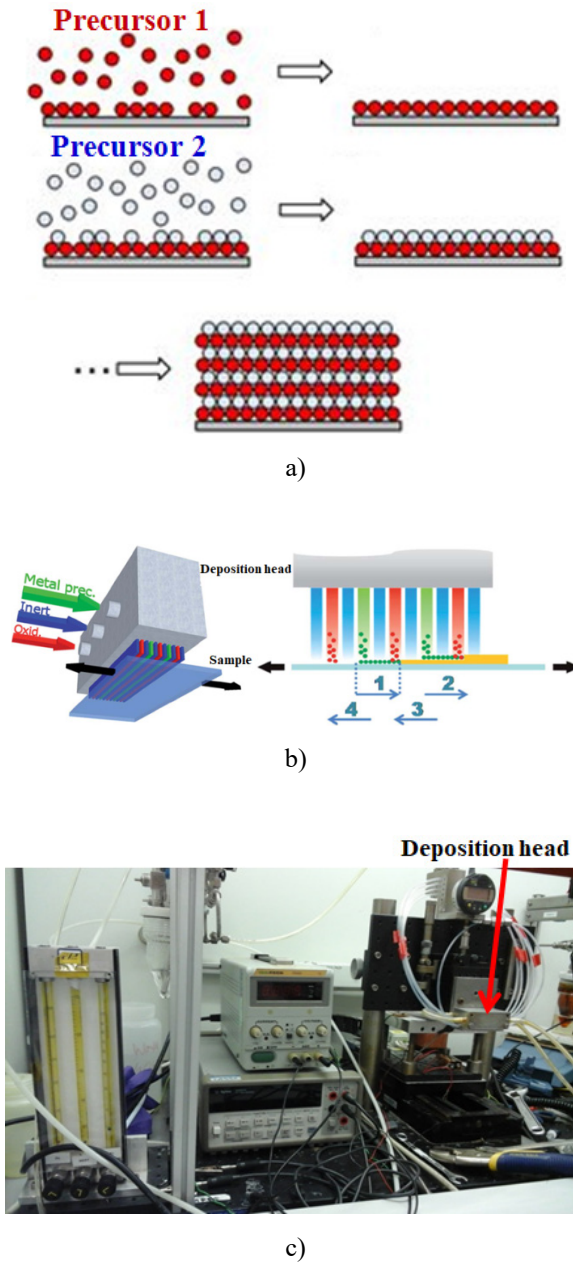 Precursor 1
Precursor 2
...
a)
Metal prec.
Inert
Oxid.
Deposition head
Sample
1
2
4
3
b)
Deposition head
c)